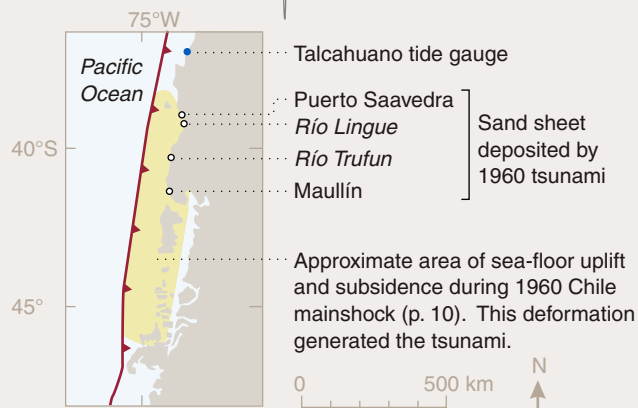 75°W
Pacific
Ocean
Talcahuano tide gauge
Puerto Saavedra
Río Lingue
Río Trufun
Maullín
Sand sheet
deposited by
1960 tsunami
40°S
45°
Approximate area of sea-floor uplift
and subsidence during 1960 Chile
mainshock (p. 10). This deformation
generated the tsunami.
0 500 km
N